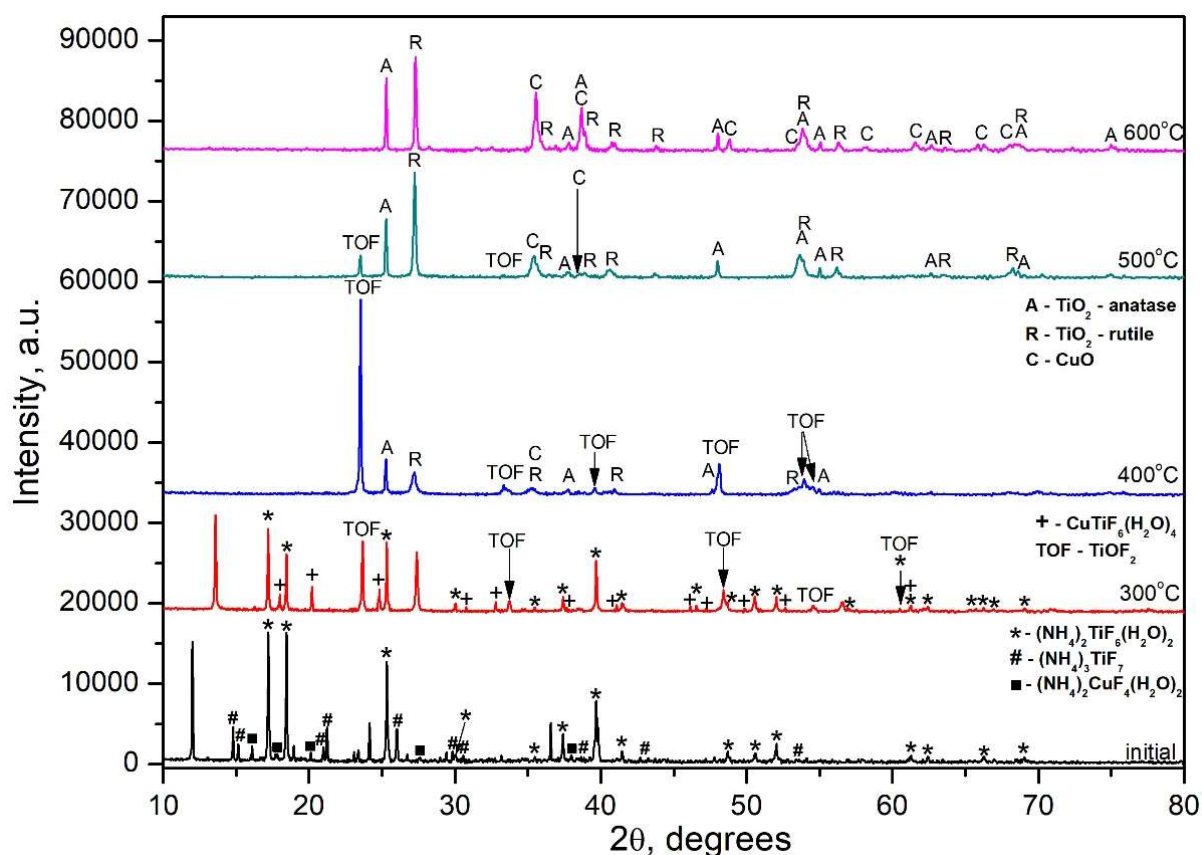 90000
80000
70000
60000
50000
40000
30000
20000
10000
0
Intensity, a.u.
10 20 30 40 50 60 70 80
2θ, degrees
A R C R A A C R R R A C C R A A R C C A R C C R A A 600°C
TOF A R TOF C R A C R R A R A A R A R R A 500°C
A - TiO₂ - anatase
R - TiO₂ - rutile
C - CuO
TOF A R TOF C R A TOF R A TOF R TOF A 400°C
+ - CuTiF₆(H₂O)₄
TOF - TiOF₂
* + * + TOF + * * + + TOF * * + * + * + * + TOF * + * + TOF * TOF * + * * * * * * 300°C
* - (NH₄)₂TiF₆(H₂O)₂
# - (NH₄)₃TiF₇
■ - (NH₄)₂CuF₄(H₂O)₂
# # ■ * ■ * ■ # # * # ■ # * # * * ■ # * * # * * * # * * * * initial